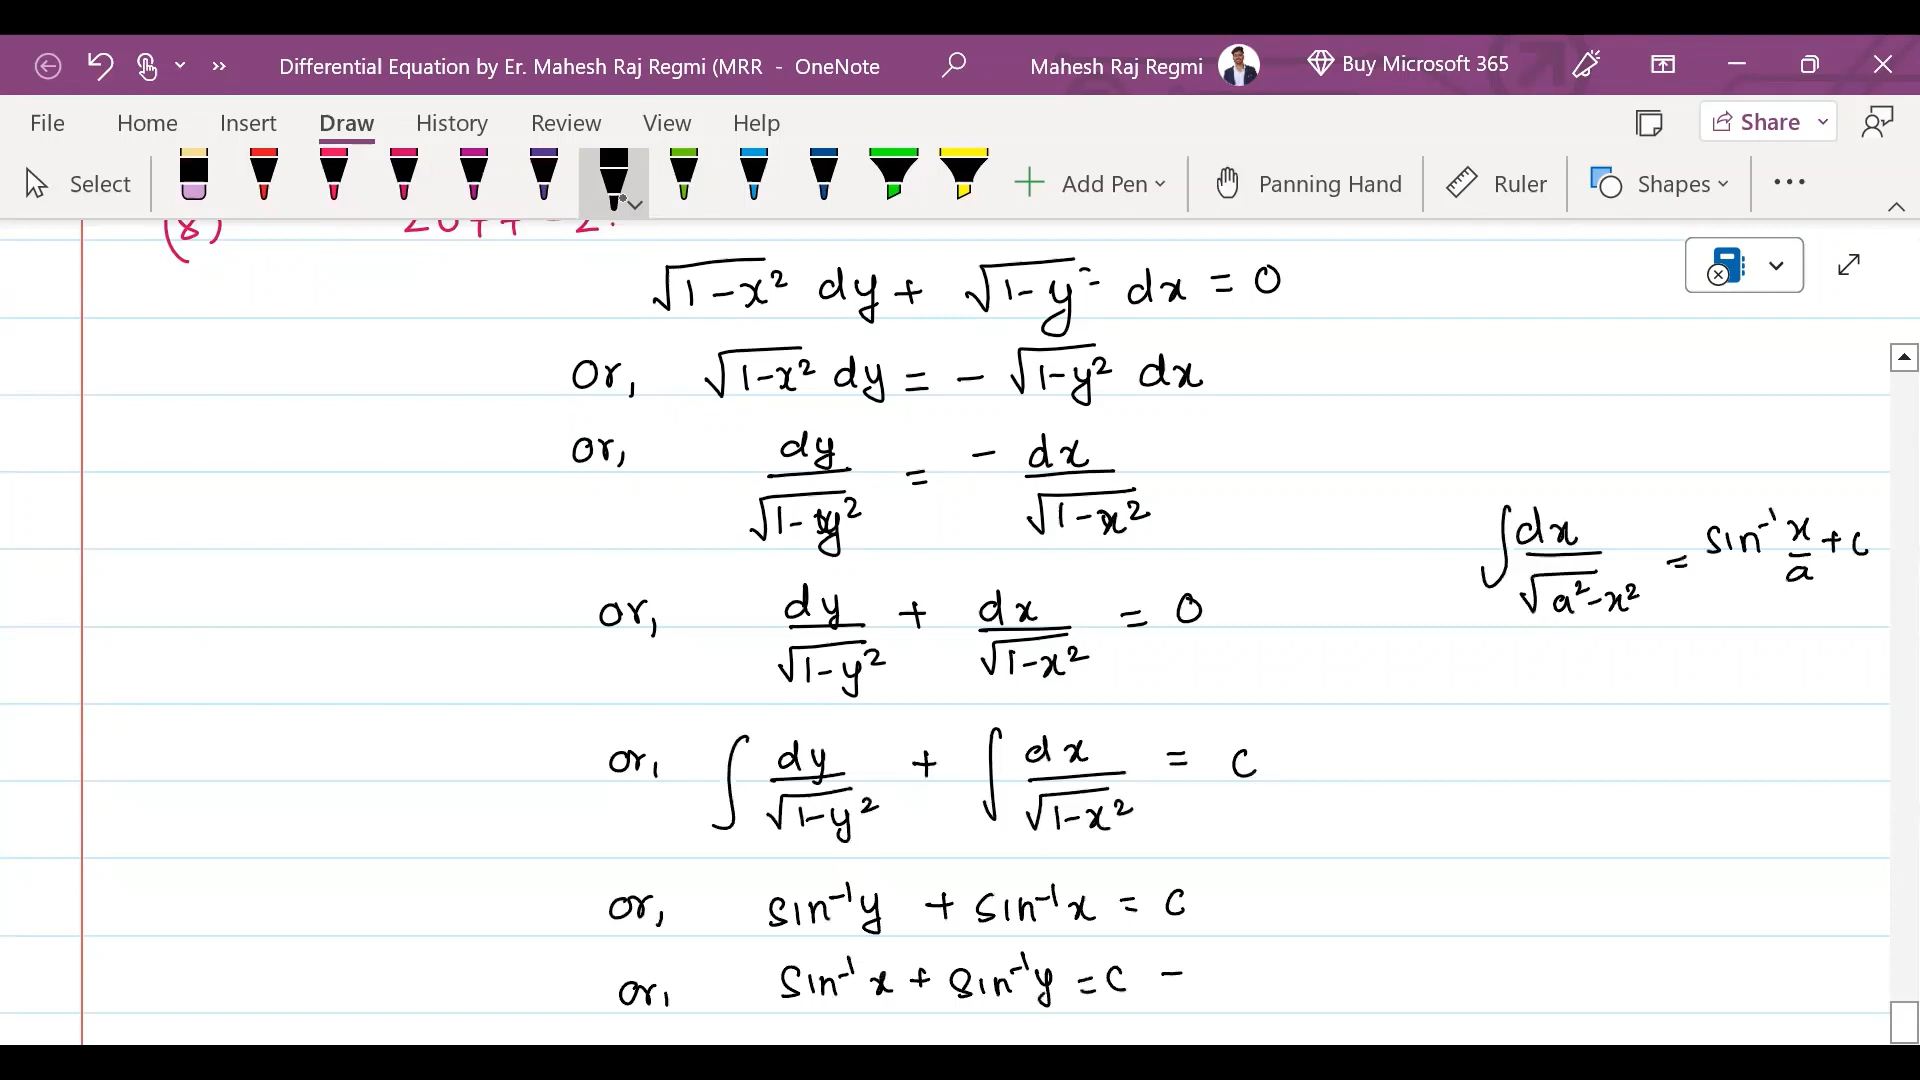 Differential Equation by Er. Mahesh Raj Regmi (MRR - OneNote Mahesh Raj Regmi Buy Microsoft 365
File Home Insert Draw History Review View Help Share
Select + Add Pen Panning Hand Ruler Shapes ...
(8)
√1-x² dy + √1-y² dx = 0
or, √1-x² dy = - √1-y² dx
or, dy/√1-y² = - dx/√1-x²
∫dx/√a²-x² = sin⁻¹ x/a + c
or, dy/√1-y² + dx/√1-x² = 0
or, ∫ dy/√1-y² + ∫ dx/√1-x² = c
or, sin⁻¹y + sin⁻¹x = c
or, sin⁻¹x + sin⁻¹y = c -